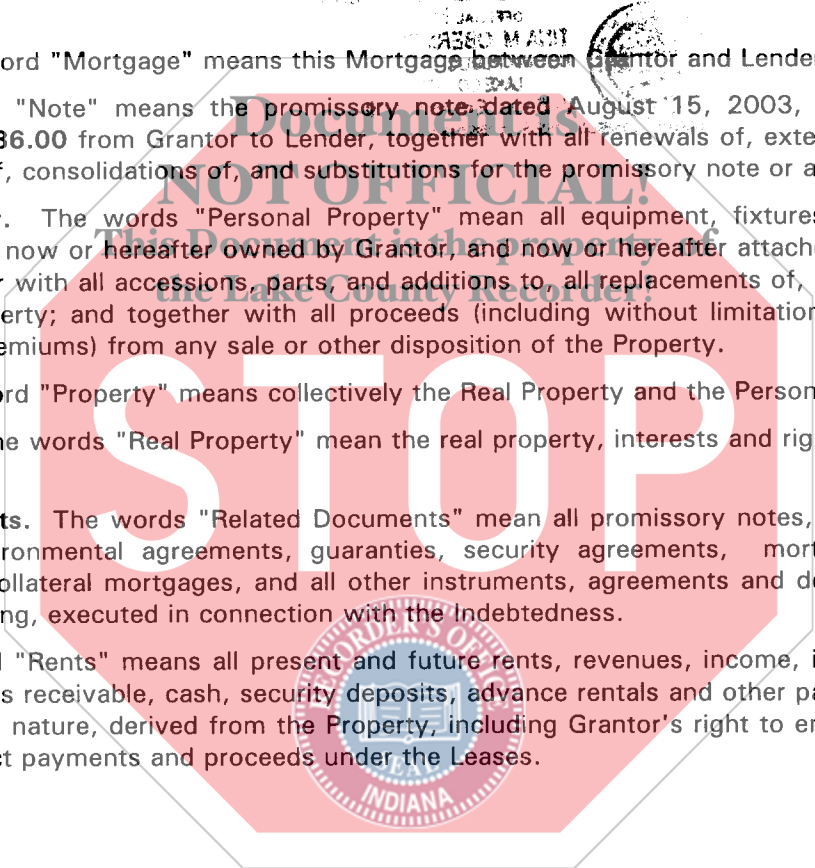 ord "Mortgage" means this Mortgage between Grantor and Lende
"Note" means the promissory note dated August 15, 2003,
36.00 from Grantor to Lender, together with all renewals of, exte
, consolidations of, and substitutions for the promissory note or a
Document is
NOT OFFICIAL!
This Document is the property of
the Lake County Recorder!
. The words "Personal Property" mean all equipment, fixtures
now or hereafter owned by Grantor, and now or hereafter attach
r with all accessions, parts, and additions to, all replacements of,
erty; and together with all proceeds (including without limitation
emiums) from any sale or other disposition of the Property.
ord "Property" means collectively the Real Property and the Person
he words "Real Property" mean the real property, interests and rig
STOP
ts. The words "Related Documents" mean all promissory notes,
ronmental agreements, guaranties, security agreements, mort
ollateral mortgages, and all other instruments, agreements and d
ng, executed in connection with the Indebtedness.
"Rents" means all present and future rents, revenues, income, i
s receivable, cash, security deposits, advance rentals and other pa
nature, derived from the Property, including Grantor's right to e
ct payments and proceeds under the Leases.
RECORDER'S OFFICE
SEAL
INDIANA